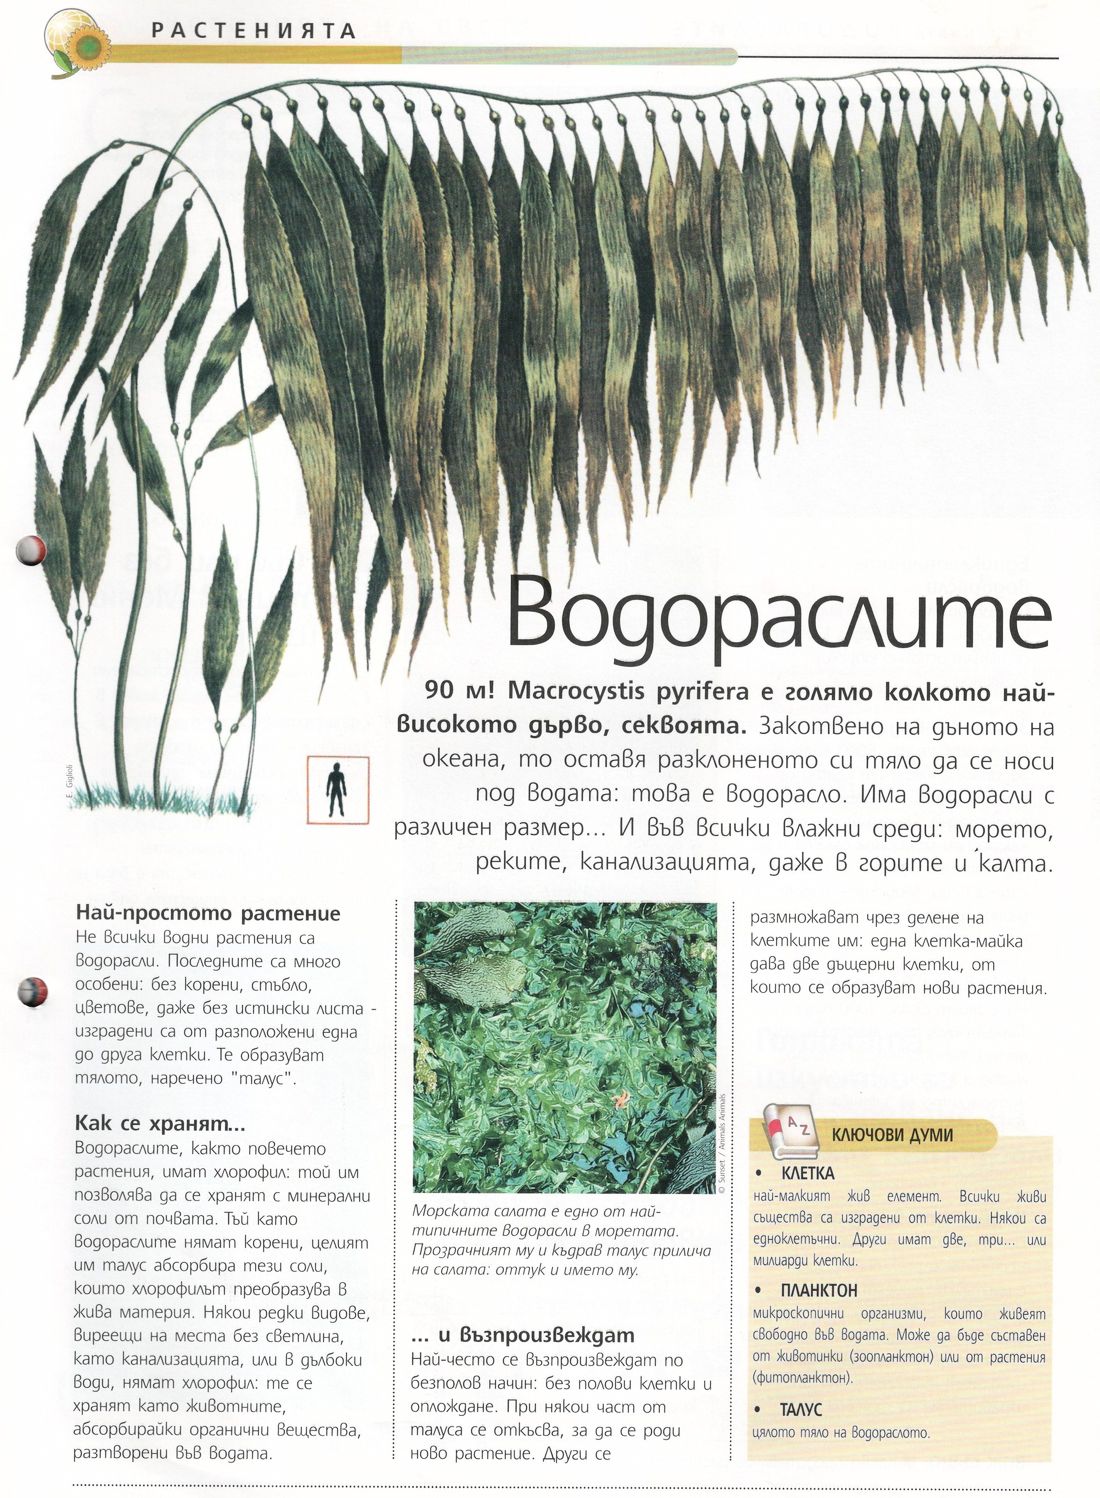 РАСТЕНИЯТА
Водораслите
90 м! Macrocystis pyrifera е голямо колкото най-
високото дърво, секвоята. Закотвено на дъното на
океана, то оставя разклоненото си тяло да се носи
под водата: това е водорасло. Има водорасли с
различен размер... И във всички влажни среди: морето,
реките, канализацията, даже в горите и калта.
E. Giglioli
Най-простото растение
Не всички водни растения са
водорасли. Последните са много
особени: без корени, стъбло,
цветове, даже без истински листа -
изградени са от разположени една
до друга клетки. Те образуват
тялото, наречено "талус".
Как се хранят...
Водораслите, както повечето
растения, имат хлорофил: той им
позволява да се хранят с минерални
соли от почвата. Тъй като
водораслите нямат корени, целият
им талус абсорбира тези соли,
които хлорофилът преобразува в
жива материя. Някои редки видове,
виреещи на места без светлина,
като канализацията, или в дълбоки
води, нямат хлорофил: те се
хранят като животните,
абсорбирайки органични вещества,
разтворени във водата.
© Sunset / Animals Animals
Морската салата е едно от най-
типичните водорасли в моретата.
Прозрачният му и къдрав талус прилича
на салата: оттук и името му.
... и възпроизвеждат
Най-често се възпроизвеждат по
безполов начин: без полови клетки и
оплождане. При някои част от
талуса се откъсва, за да се роди
ново растение. Други се
размножават чрез делене на
клетките им: една клетка-майка
дава две дъщерни клетки, от
които се образуват нови растения.
A Z
КЛЮЧОВИ ДУМИ
• КЛЕТКА
най-малкият жив елемент. Всички живи
същества са изградени от клетки. Някои са
едноклетъчни. Други имат две, три... или
милиарди клетки.
• ПЛАНКТОН
микроскопични организми, които живеят
свободно във водата. Може да бъде съставен
от животинки (зоопланктон) или от растения
(фитопланктон).
• ТАЛУС
цялото тяло на водораслото.